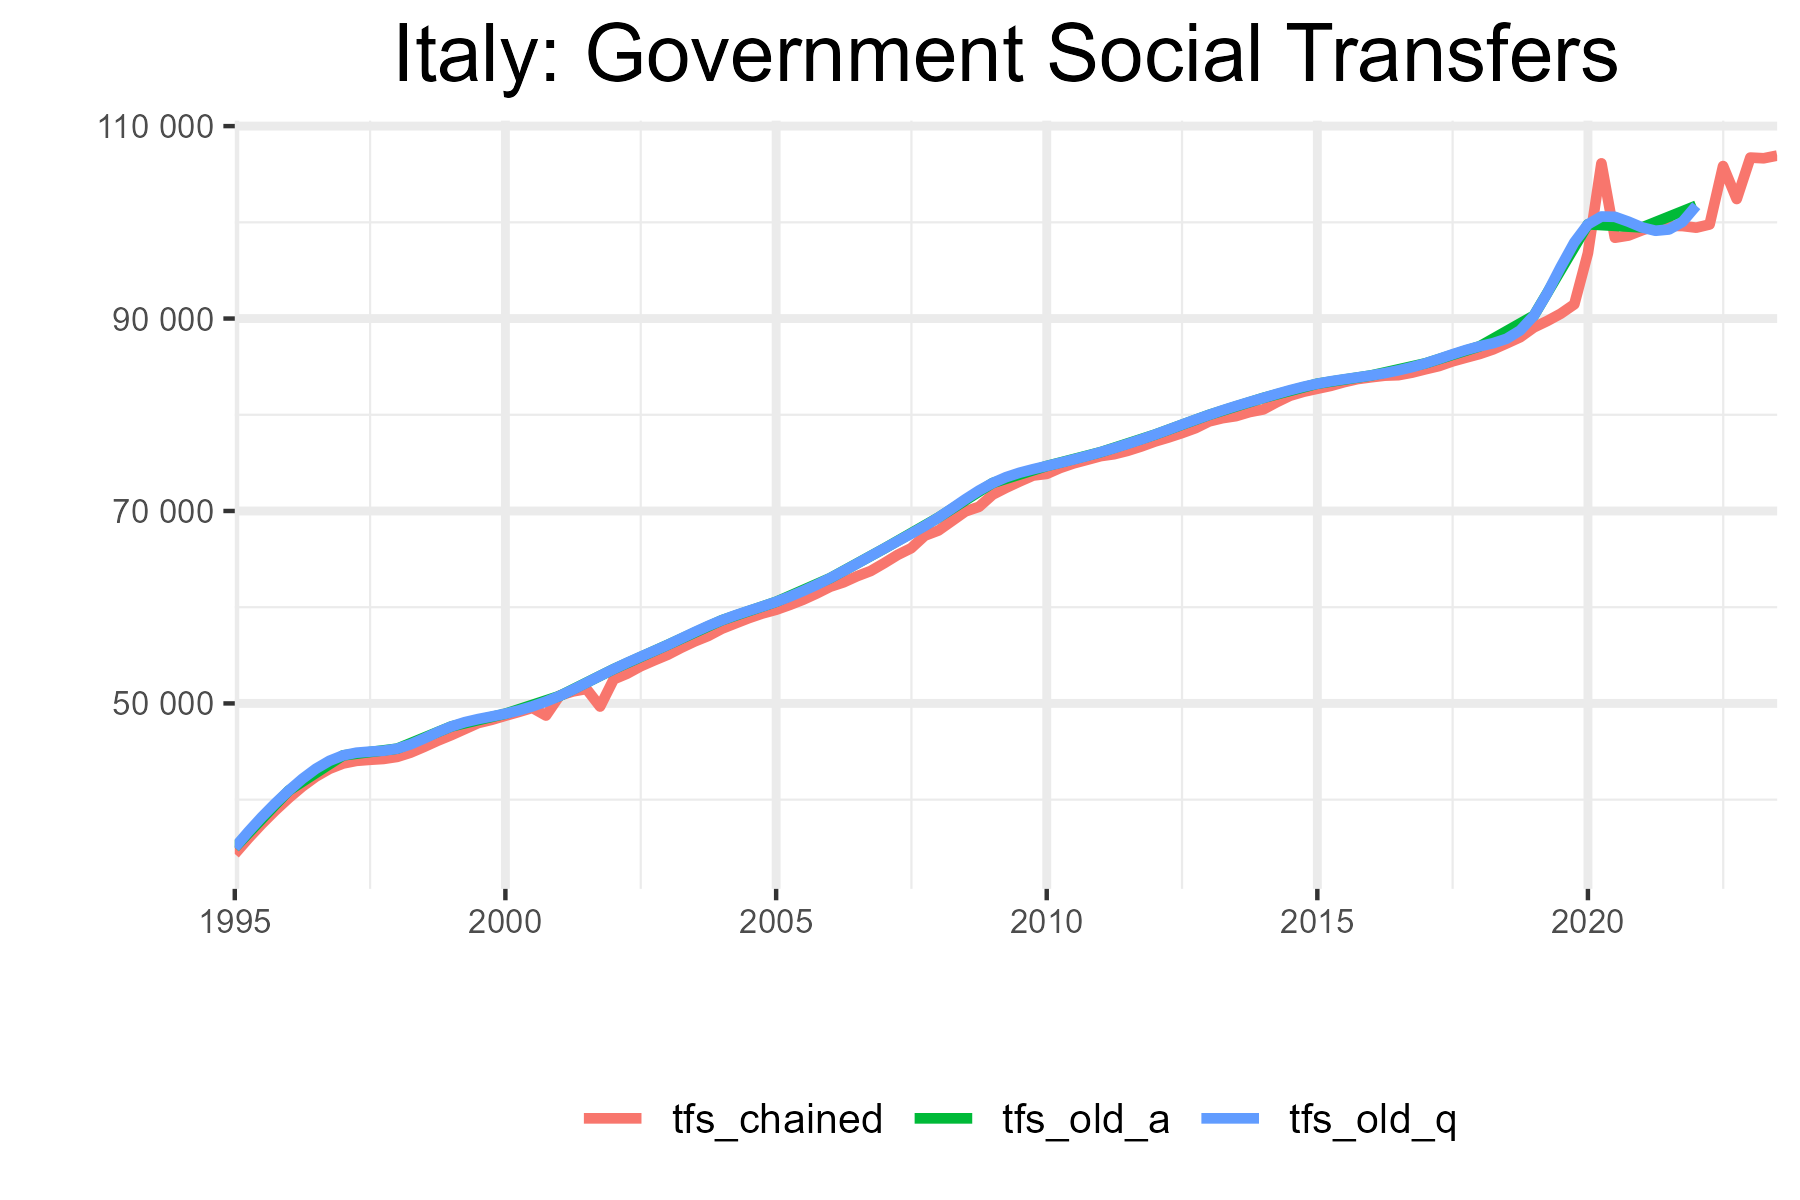 Italy: Government Social Transfers
110 000
90 000
70 000
50 000
1995 2000 2005 2010 2015 2020
tfs_chained tfs_old_a tfs_old_q